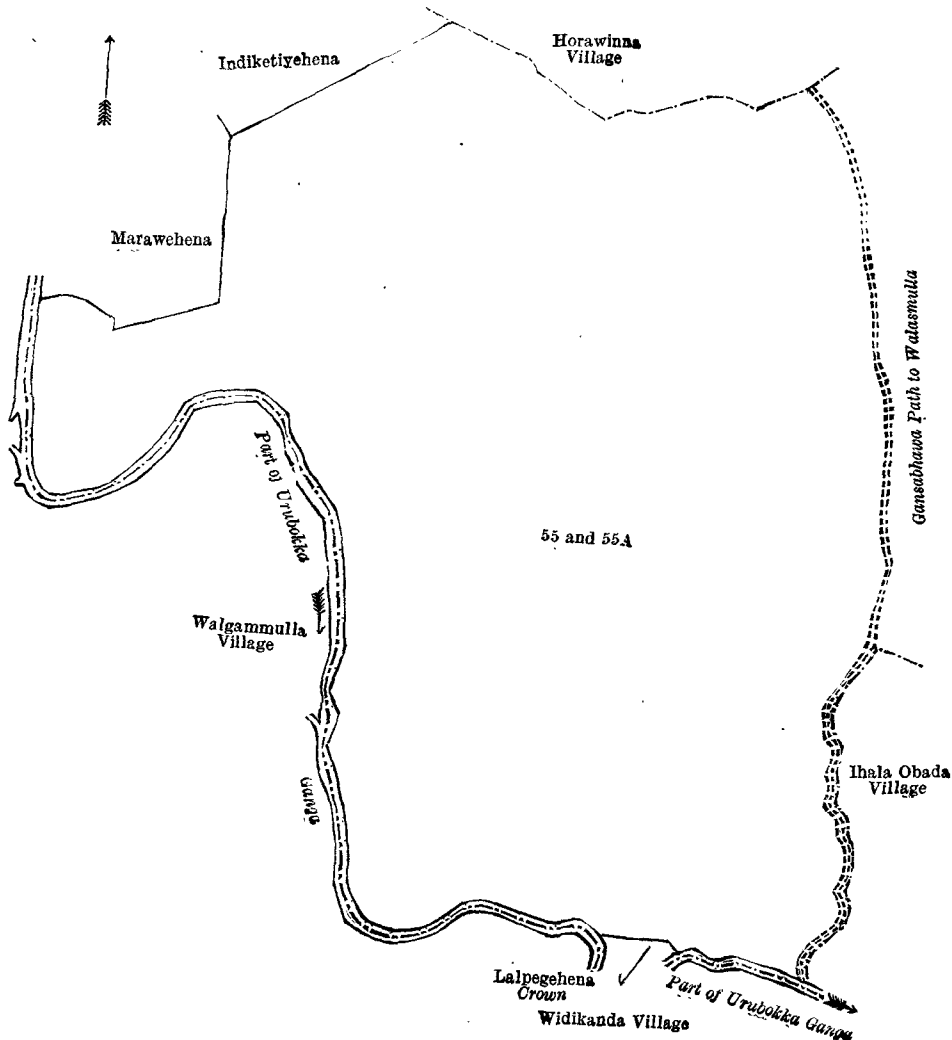 Horawinna
Village
Indiketiyehena
Marawehena
Gansabhawa Path to Walasmulla
Part of Urubokka
55 and 55A
Walgammulla
Village
Ihala Obada
Village
Ganga
Lalpegehena
Crown
Part of Urubokka Ganga
Widikanda Village